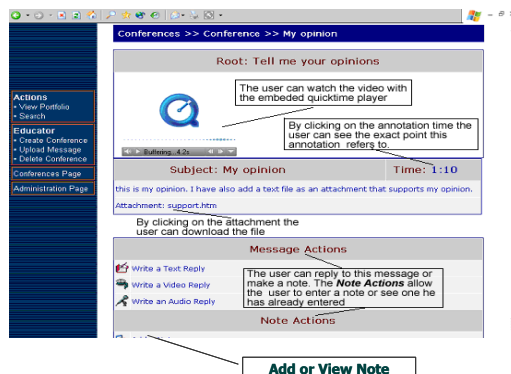 Conferences >> Conference >> My opinion
Root: Tell me your opinions
The user can watch the video with
the embeded quicktime player
Actions
• View Portfolio
• Search
Educator
• Create Conference
• Upload Message
• Delete Conference
Conferences Page
Administration Page
By clicking on the annotation time the
user can see the exact point this
annotation refers to.
Buffering...4.2s
Subject: My opinion
Time: 1:10
this is my opinion. I have also add a text file as an attachment that supports my opinion.
Attachment: support.htm
By clicking on the attachment the
user can download the file
Message Actions
Write a Text Reply
Write a Video Reply
Write an Audio Reply
The user can reply to this message or
make a note. The Note Actions allow
the user to enter a note or see one he
has already entered
Note Actions
Add or View Note